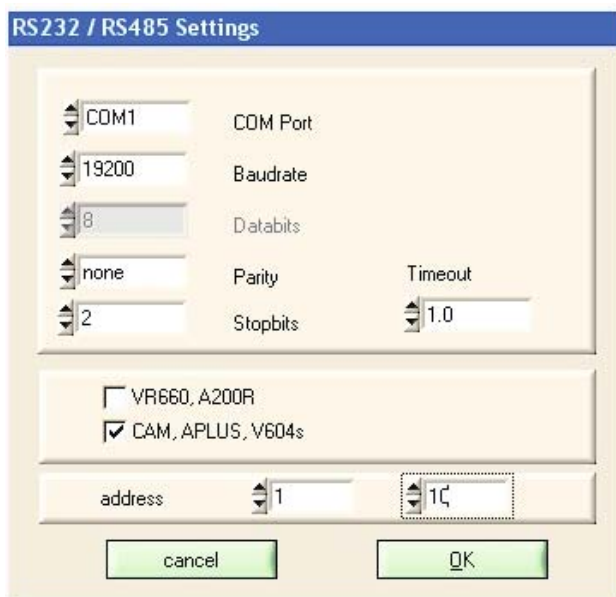 RS232 / RS485 Settings
COM1 COM Port
19200 Baudrate
8 Databits
none Parity Timeout
2 Stopbits 1.0
VR660, A200R
CAM, APLUS, V604s
address 1
cancel OK